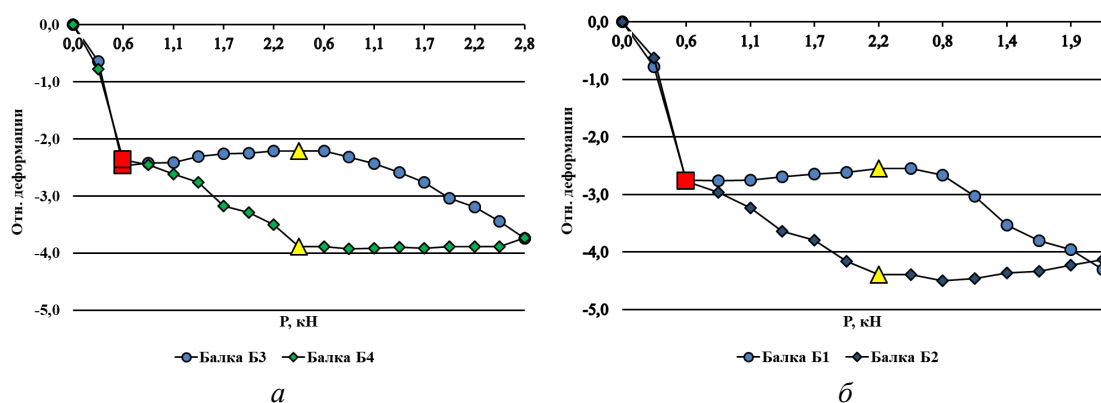 0,0
-1,0
-2,0
-3,0
-4,0
-5,0
0,0 0,6 1,1 1,7 2,2 0,6 1,1 1,7 2,2 2,8
Отн. деформации
Р, кН
Балка Б3 Балка Б4
а
0,0
-1,0
-2,0
-3,0
-4,0
-5,0
0,0 0,6 1,1 1,7 2,2 0,8 1,4 1,9
Отн. деформации
Р, кН
Балка Б1 Балка Б2
б